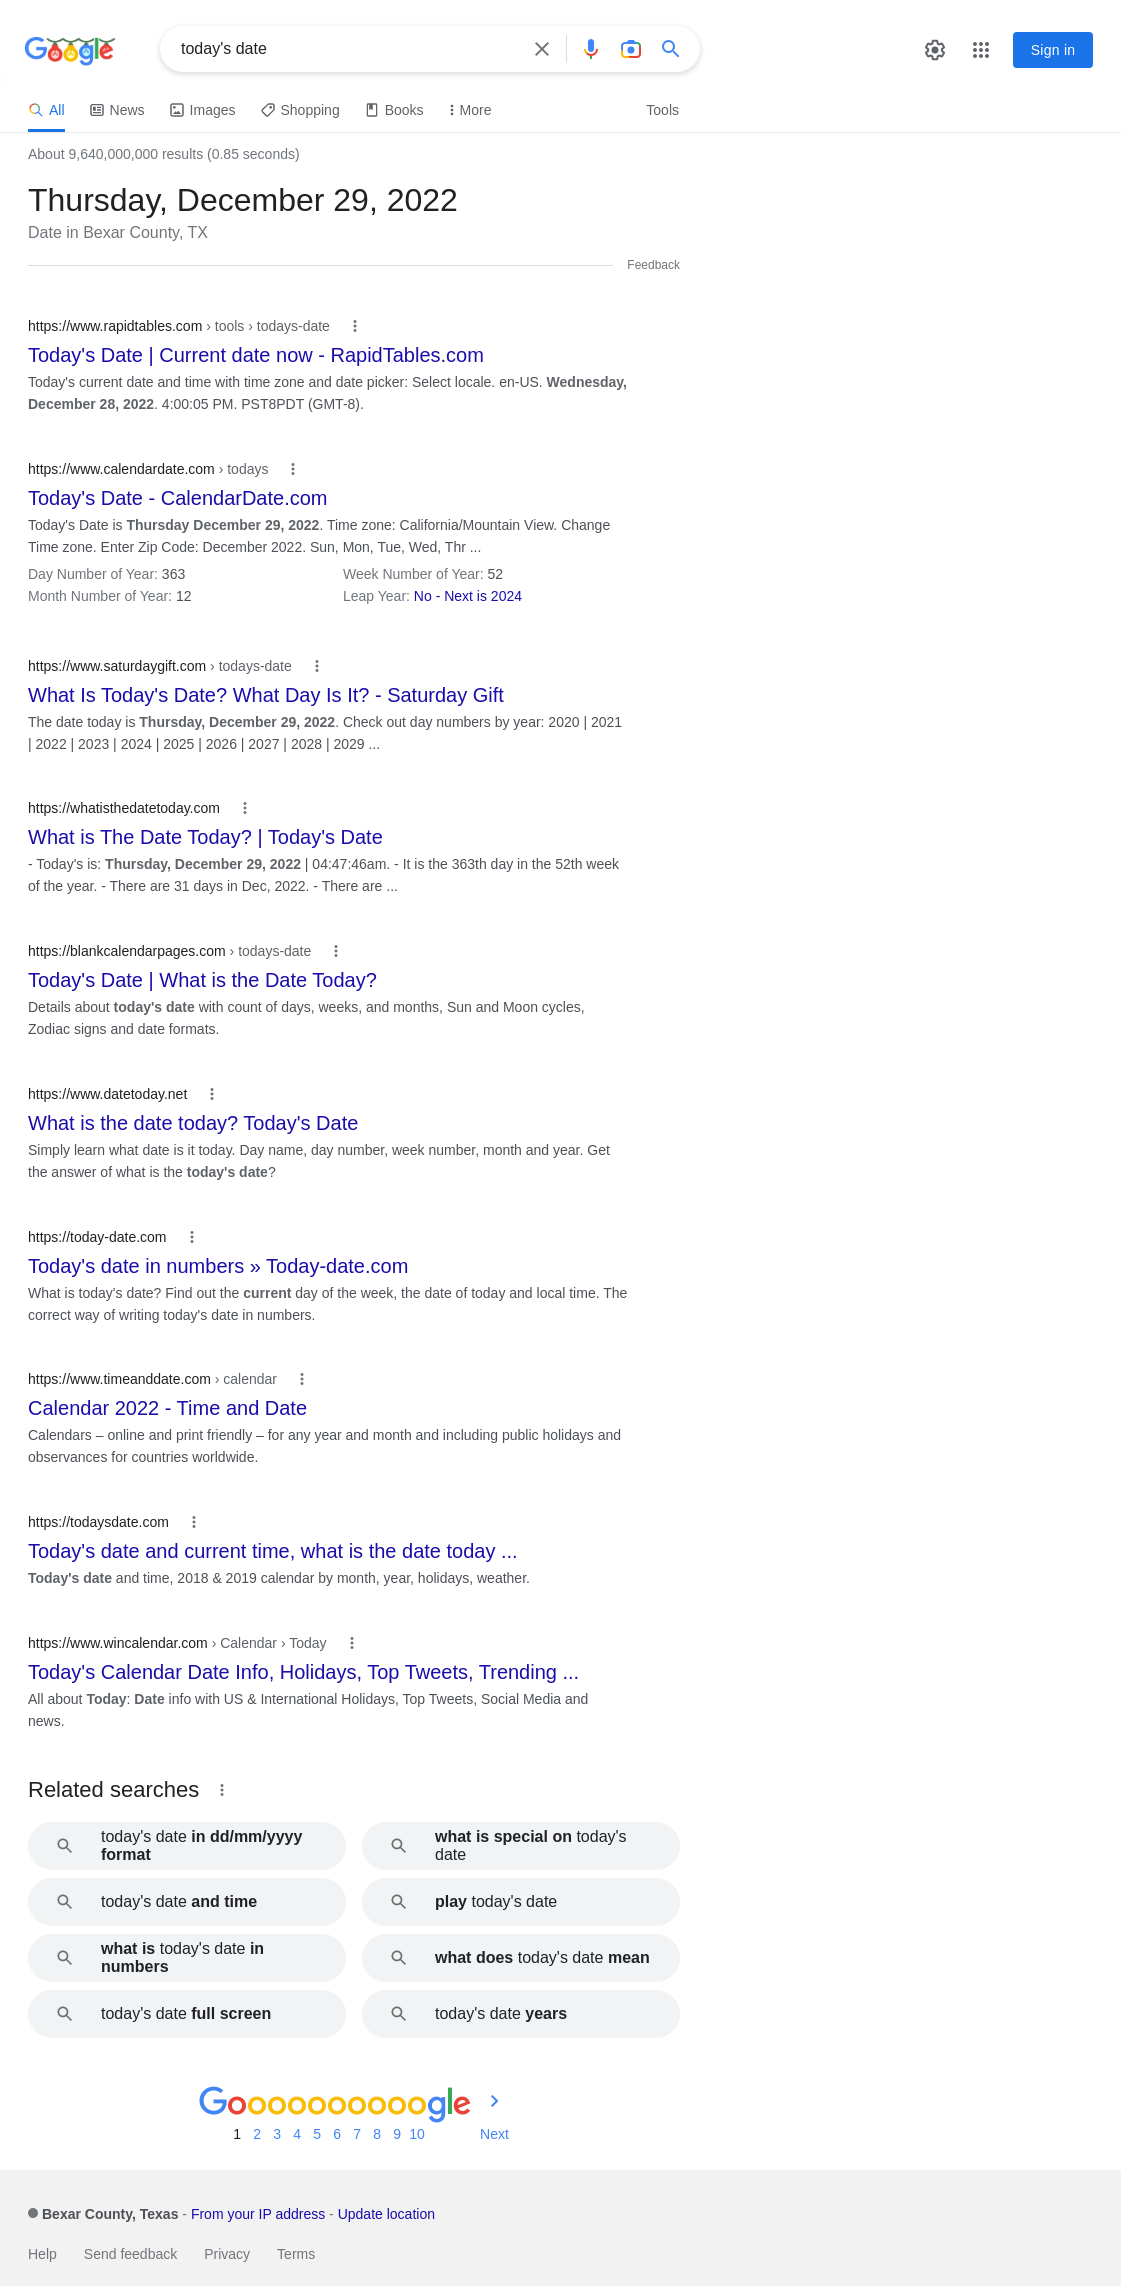 Google
today's date
Sign in
All
News
Images
Shopping
Books
More
Tools
About 9,640,000,000 results (0.85 seconds)
Thursday, December 29, 2022
Date in Bexar County, TX
Feedback
https://www.rapidtables.com › tools › todays-date
Today's Date | Current date now - RapidTables.com
Today's current date and time with time zone and date picker: Select locale. en-US. Wednesday,
December 28, 2022. 4:00:05 PM. PST8PDT (GMT-8).
https://www.calendardate.com › todays
Today's Date - CalendarDate.com
Today's Date is Thursday December 29, 2022. Time zone: California/Mountain View. Change
Time zone. Enter Zip Code: December 2022. Sun, Mon, Tue, Wed, Thr ...
Day Number of Year: 363
Week Number of Year: 52
Month Number of Year: 12
Leap Year: No - Next is 2024
https://www.saturdaygift.com › todays-date
What Is Today's Date? What Day Is It? - Saturday Gift
The date today is Thursday, December 29, 2022. Check out day numbers by year: 2020 | 2021
| 2022 | 2023 | 2024 | 2025 | 2026 | 2027 | 2028 | 2029 ...
https://whatisthedatetoday.com
What is The Date Today? | Today's Date
- Today's is: Thursday, December 29, 2022 | 04:47:46am. - It is the 363th day in the 52th week
of the year. - There are 31 days in Dec, 2022. - There are ...
https://blankcalendarpages.com › todays-date
Today's Date | What is the Date Today?
Details about today's date with count of days, weeks, and months, Sun and Moon cycles,
Zodiac signs and date formats.
https://www.datetoday.net
What is the date today? Today's Date
Simply learn what date is it today. Day name, day number, week number, month and year. Get
the answer of what is the today's date?
https://today-date.com
Today's date in numbers » Today-date.com
What is today's date? Find out the current day of the week, the date of today and local time. The
correct way of writing today's date in numbers.
https://www.timeanddate.com › calendar
Calendar 2022 - Time and Date
Calendars – online and print friendly – for any year and month and including public holidays and
observances for countries worldwide.
https://todaysdate.com
Today's date and current time, what is the date today ...
Today's date and time, 2018 & 2019 calendar by month, year, holidays, weather.
https://www.wincalendar.com › Calendar › Today
Today's Calendar Date Info, Holidays, Top Tweets, Trending ...
All about Today: Date info with US & International Holidays, Top Tweets, Social Media and
news.
Related searches
today's date in dd/mm/yyyy
format
what is special on today's
date
today's date and time
play today's date
what is today's date in
numbers
what does today's date mean
today's date full screen
today's date years
Goooooooooogle
1 2 3 4 5 6 7 8 9 10 Next
Bexar County, Texas - From your IP address - Update location
Help Send feedback Privacy Terms